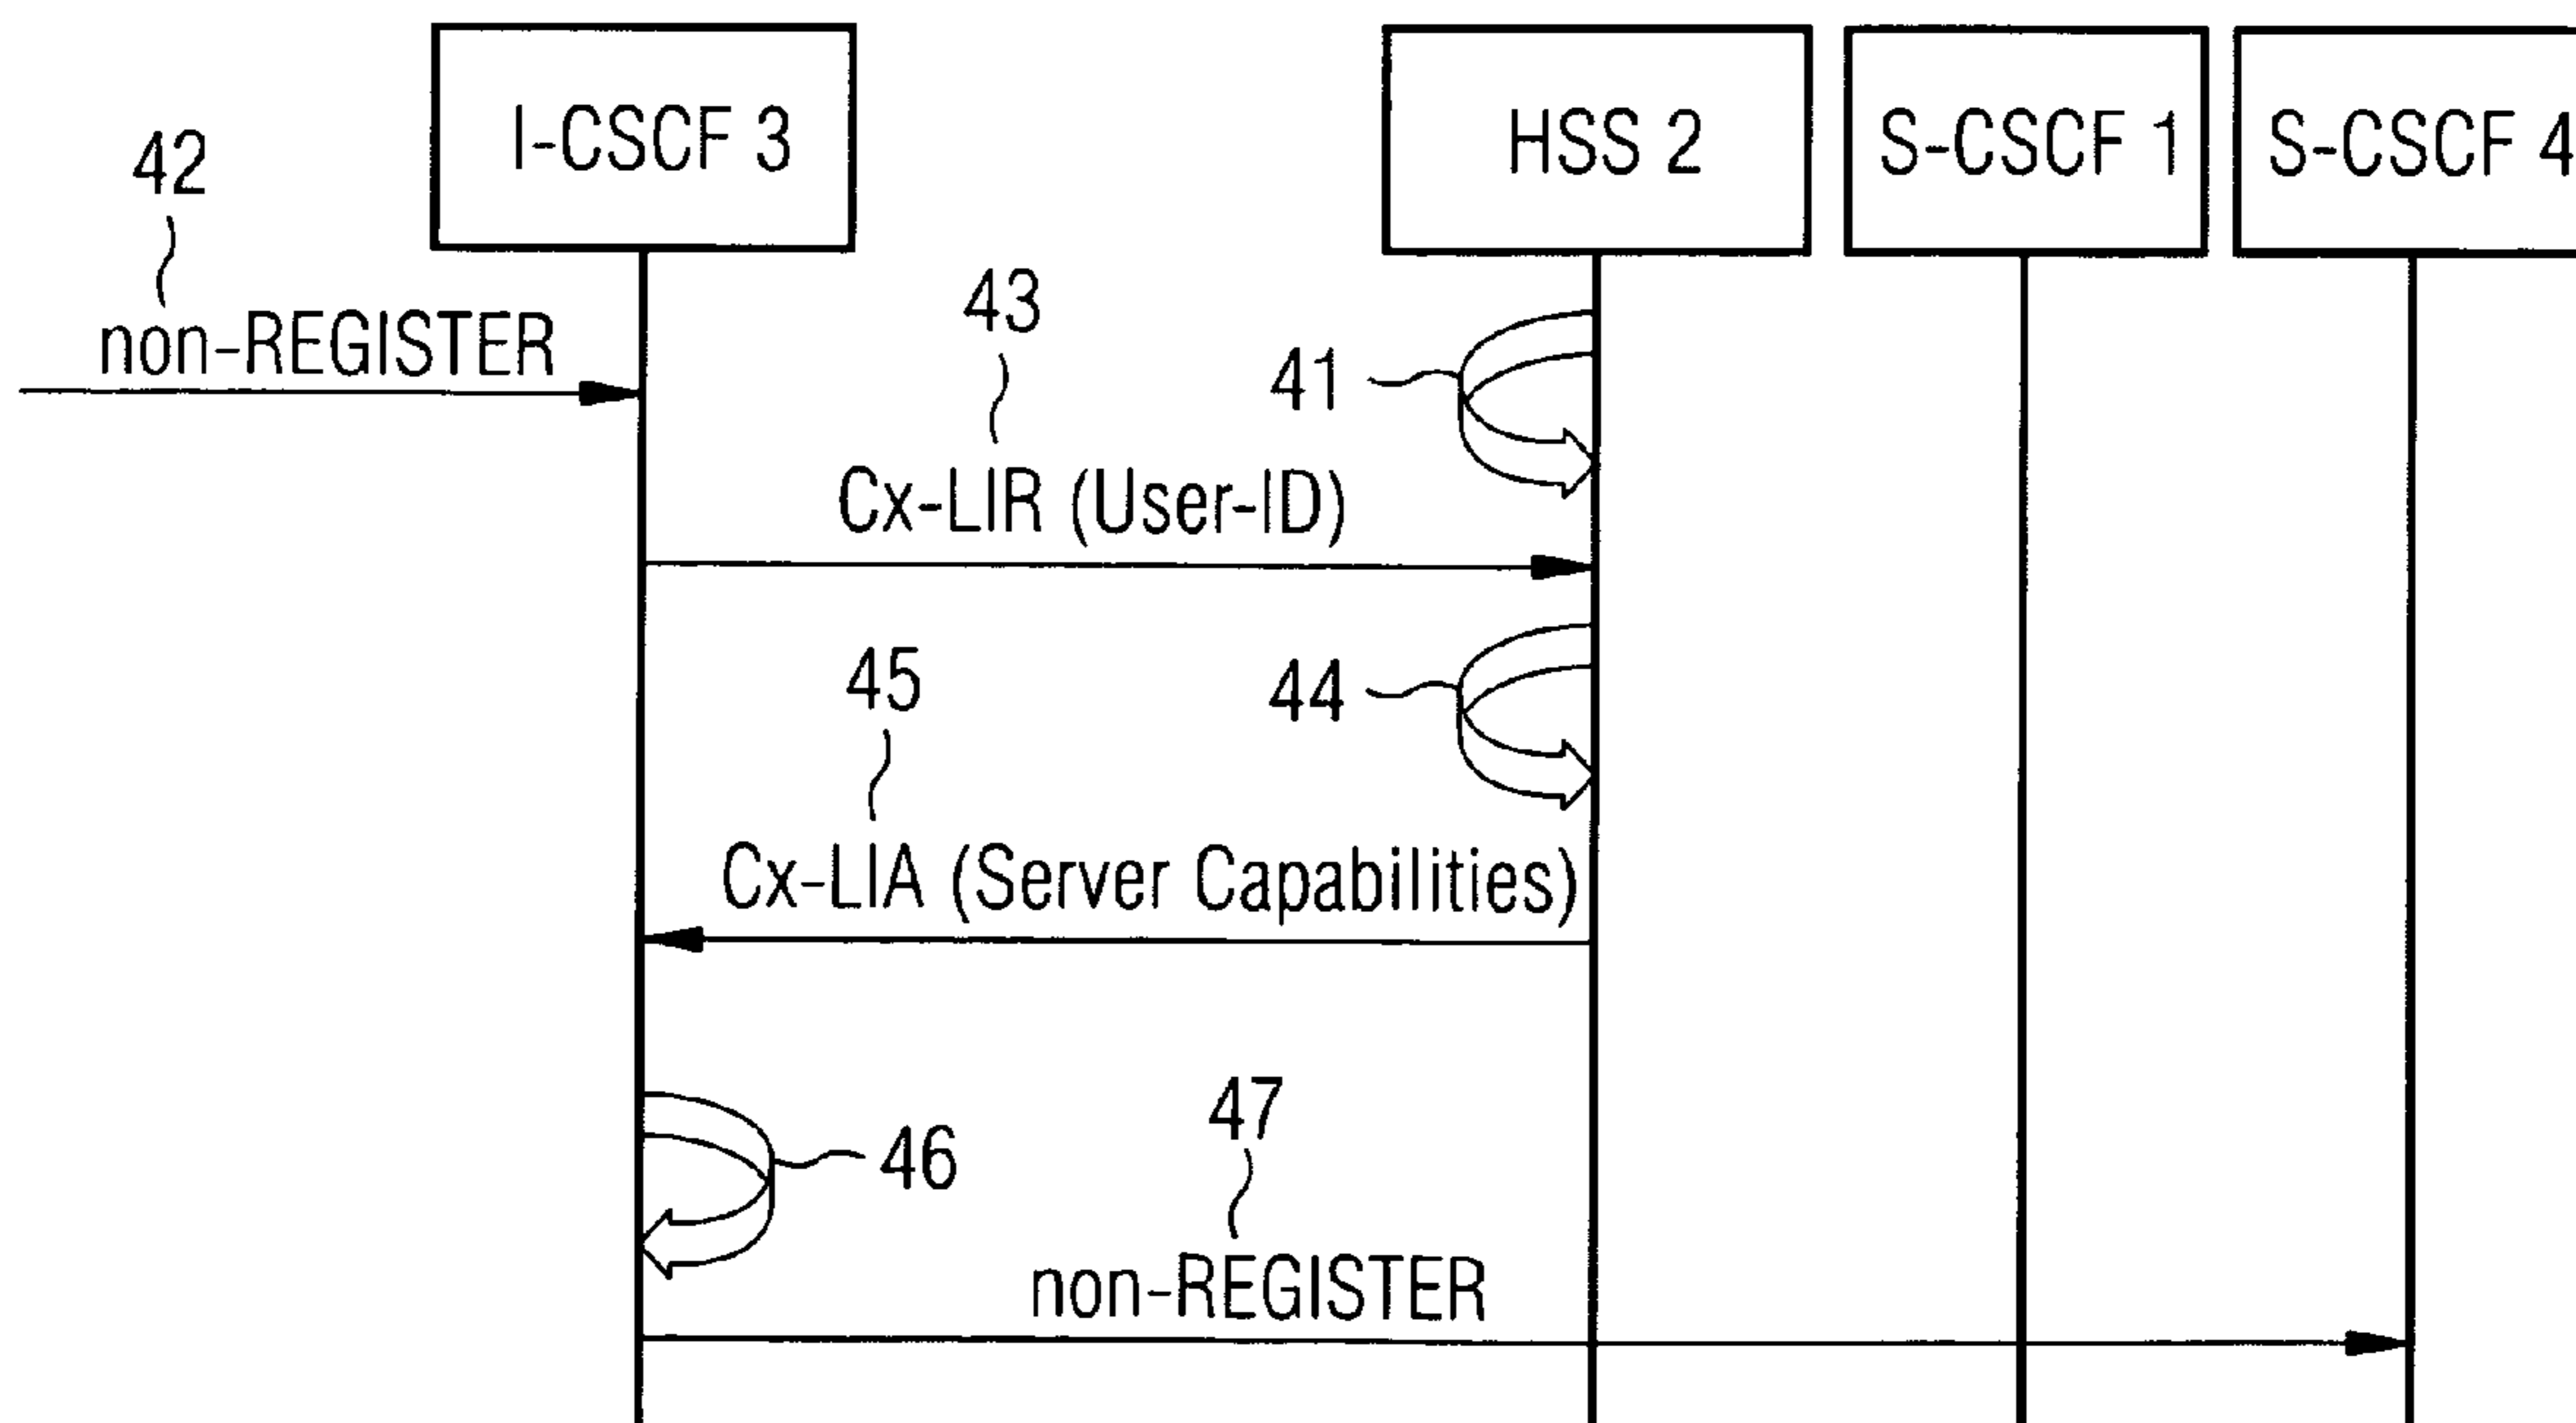 I-CSCF 3
HSS 2
S-CSCF 1
S-CSCF 4
42
non-REGISTER
43
41
Cx-LIR (User-ID)
44
45
Cx-LIA (Server Capabilities)
46
47
non-REGISTER